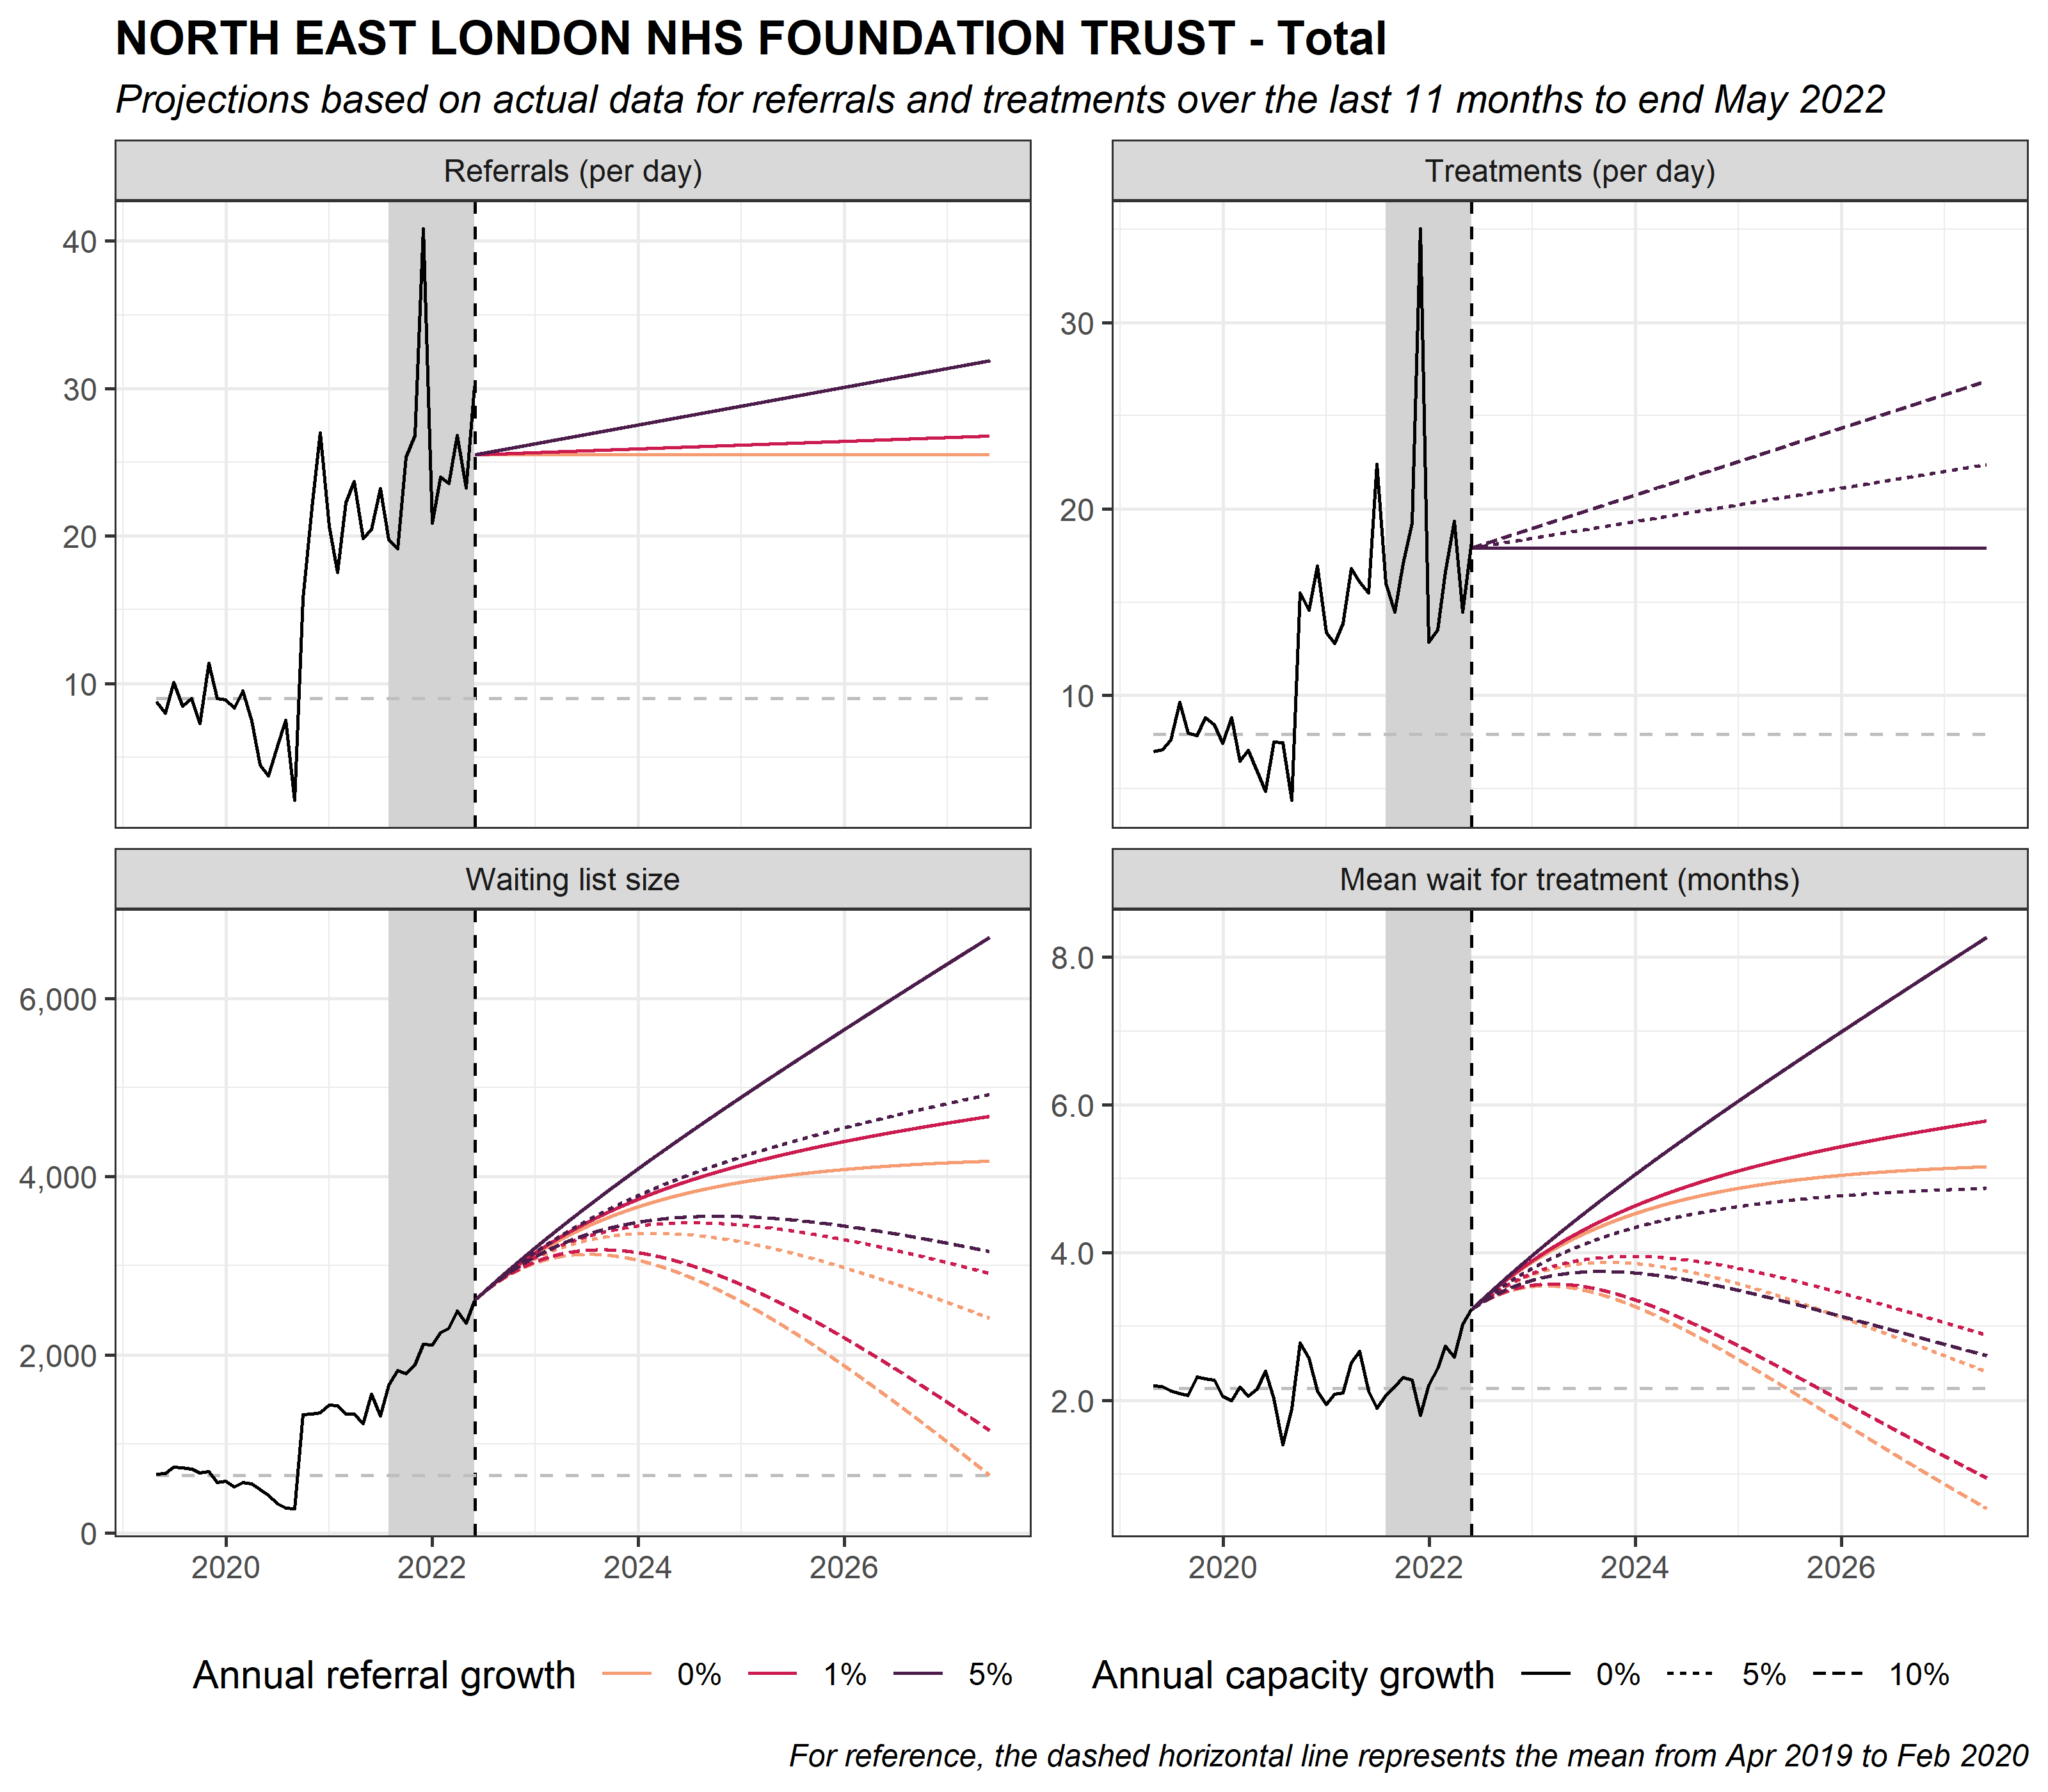 NORTH EAST LONDON NHS FOUNDATION TRUST - Total
Projections based on actual data for referrals and treatments over the last 11 months to end May 2022
Referrals (per day)
40
30
20
10
Treatments (per day)
30
20
10
Waiting list size
6,000
4,000
2,000
0
2020 2022 2024 2026
Mean wait for treatment (months)
8.0
6.0
4.0
2.0
2020 2022 2024 2026
Annual referral growth 0% 1% 5%
Annual capacity growth 0% 5% 10%
For reference, the dashed horizontal line represents the mean from Apr 2019 to Feb 2020